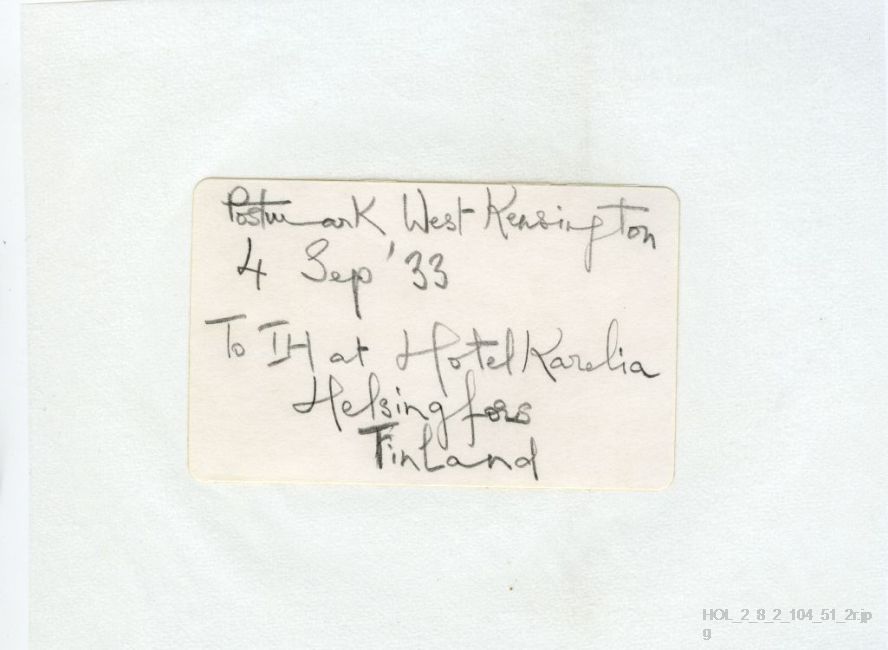 Postmark West Kensington
4 Sep '33
To IH at Hotel Karelia
Helsingfors
Finland
HOL_2_8_2_104_51_2r.jp
g